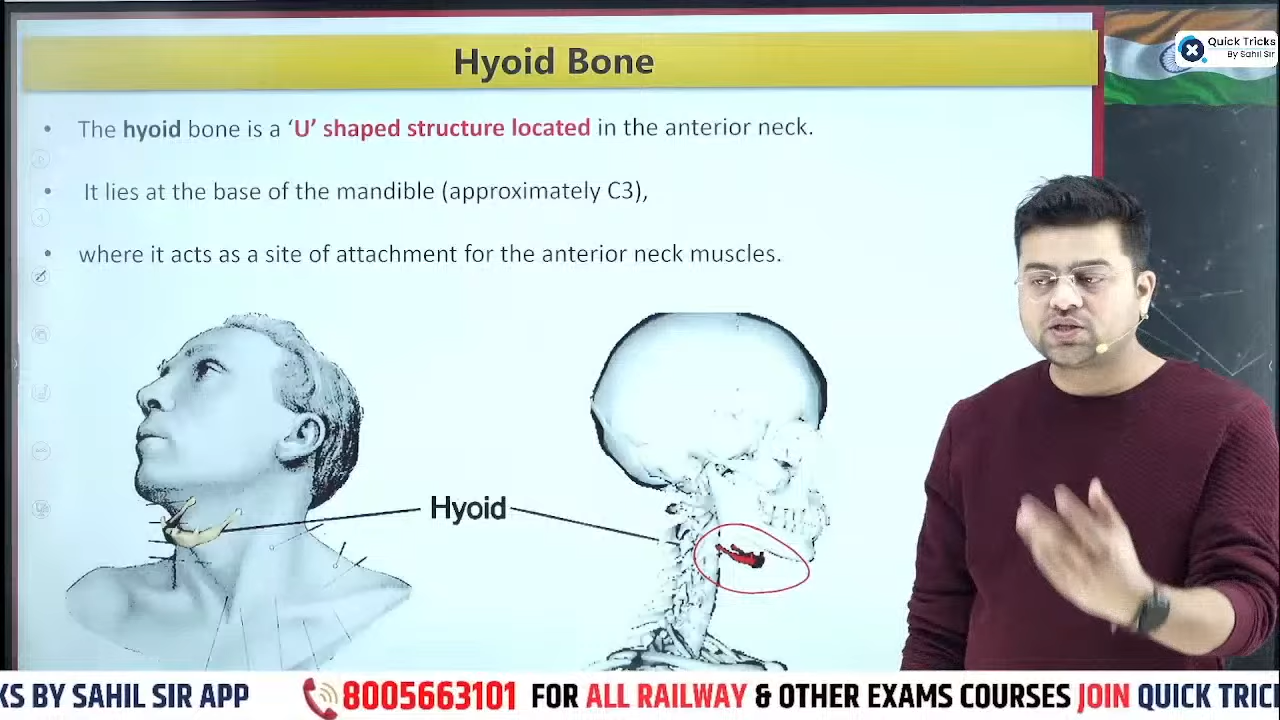 Hyoid Bone
Quick Tricks
By Sahil Sir
• The hyoid bone is a ‘U’ shaped structure located in the anterior neck.
• It lies at the base of the mandible (approximately C3),
• where it acts as a site of attachment for the anterior neck muscles.
Hyoid
KS BY SAHIL SIR APP 8005663101 FOR ALL RAILWAY & OTHER EXAMS COURSES JOIN QUICK TRIC